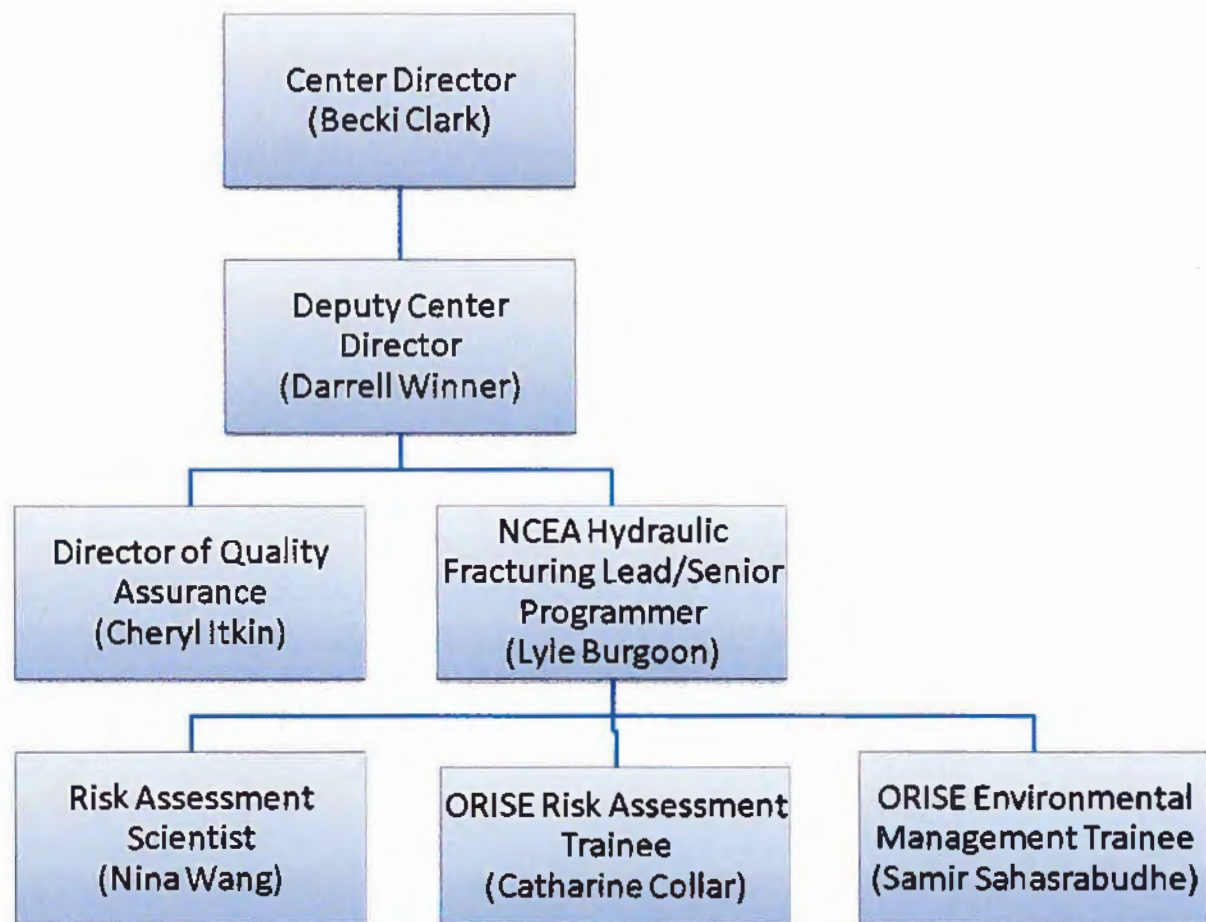 Center Director
(Becki Clark)
Deputy Center
Director
(Darrell Winner)
Director of Quality
Assurance
(Cheryl Itkin)
NCEA Hydraulic
Fracturing Lead/Senior
Programmer
(Lyle Burgoon)
Risk Assessment
Scientist
(Nina Wang)
ORISE Risk Assessment
Trainee
(Catharine Collar)
ORISE Environmental
Management Trainee
(Samir Sahasrabudhe)